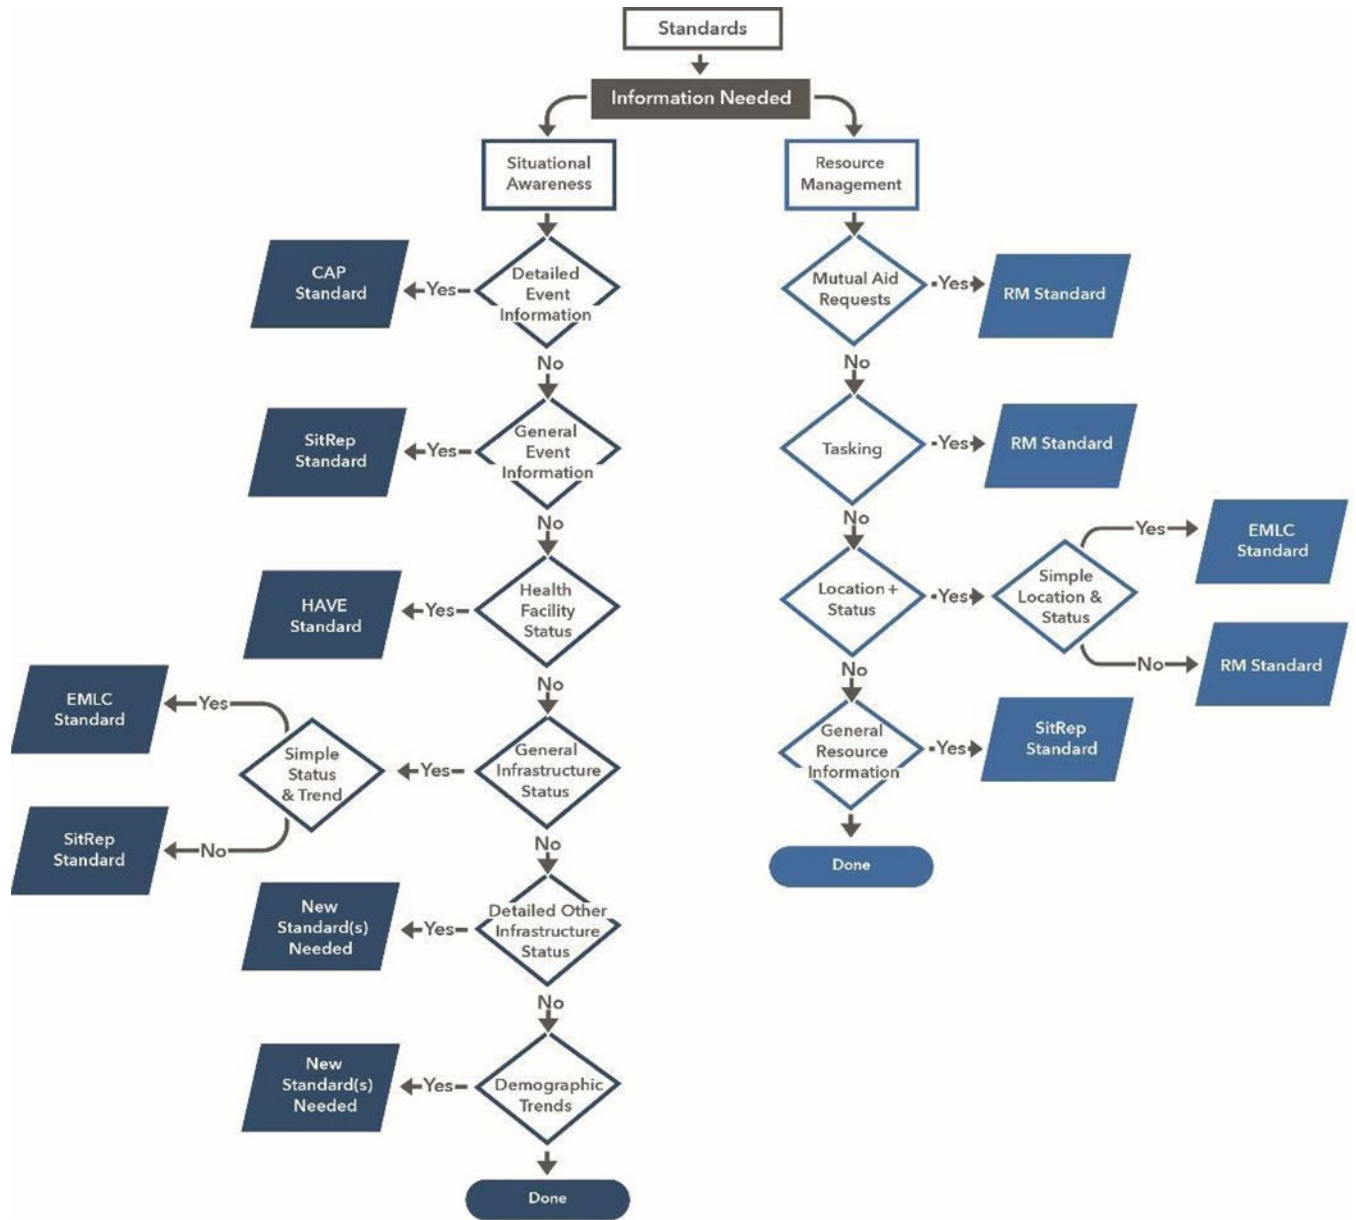 Standards
Information Needed
Situational
Awareness
Resource
Management
CAP
Standard
Yes
Detailed
Event
Information
Mutual Aid
Requests
Yes
RM Standard
No
No
SitRep
Standard
Yes
General
Event
Information
Tasking
Yes
RM Standard
No
No
HAVE
Standard
Yes
Health
Facility
Status
Location +
Status
Yes
Simple
Location &
Status
Yes
EMLC
Standard
No
RM Standard
No
No
EMLC
Standard
Yes
Simple
Status
& Trend
Yes
General
Infrastructure
Status
General
Resource
Information
Yes
SitRep
Standard
SitRep
Standard
No
No
Done
New
Standard(s)
Needed
Yes
Detailed Other
Infrastructure
Status
No
New
Standard(s)
Needed
Yes
Demographic
Trends
Done